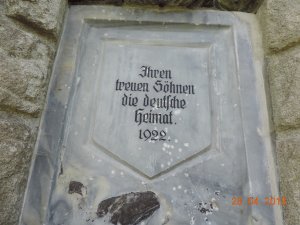 Ihren
treuen Söhnen
die deutsche
Heimat.
1922.